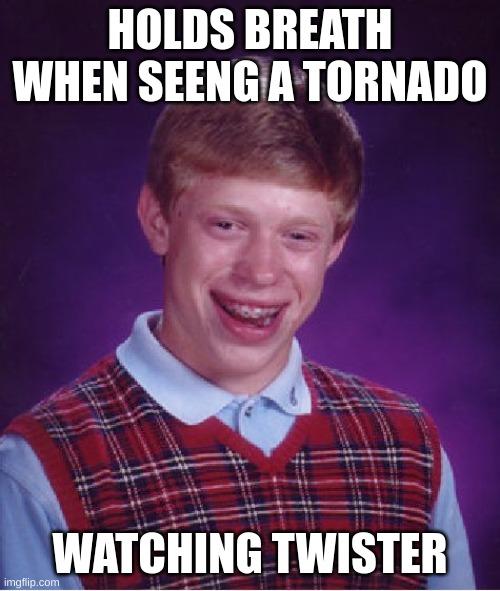 HOLDS BREATH
WHEN SEENG A TORNADO
WATCHING TWISTER
imgflip.com